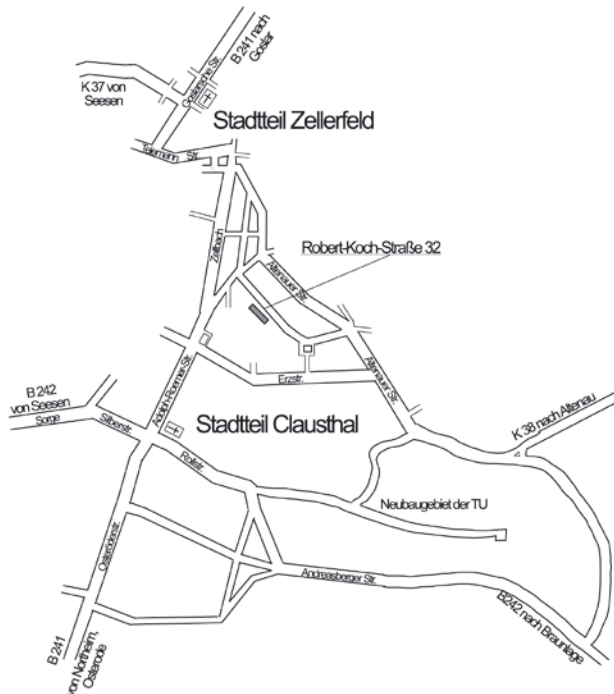 B 241 nach
Goslar
Goslarsche Str.
K 37 von
Seesen
Stadtteil Zellerfeld
Str.
Zellbach
Robert-Koch-Straße 32
Altenauer Str.
Altenauer Str.
Erzstr.
Adolph-Roemer-Str.
B 242
von Seesen
Sorge
Silberstr.
Stadtteil Clausthal
K 38 nach Altenau
Rollstr.
Neubaugebiet der TU
Osteröderstr.
Andreasberger Str.
B242 nach Braunlage
B 241
von Northeim,
Osterode